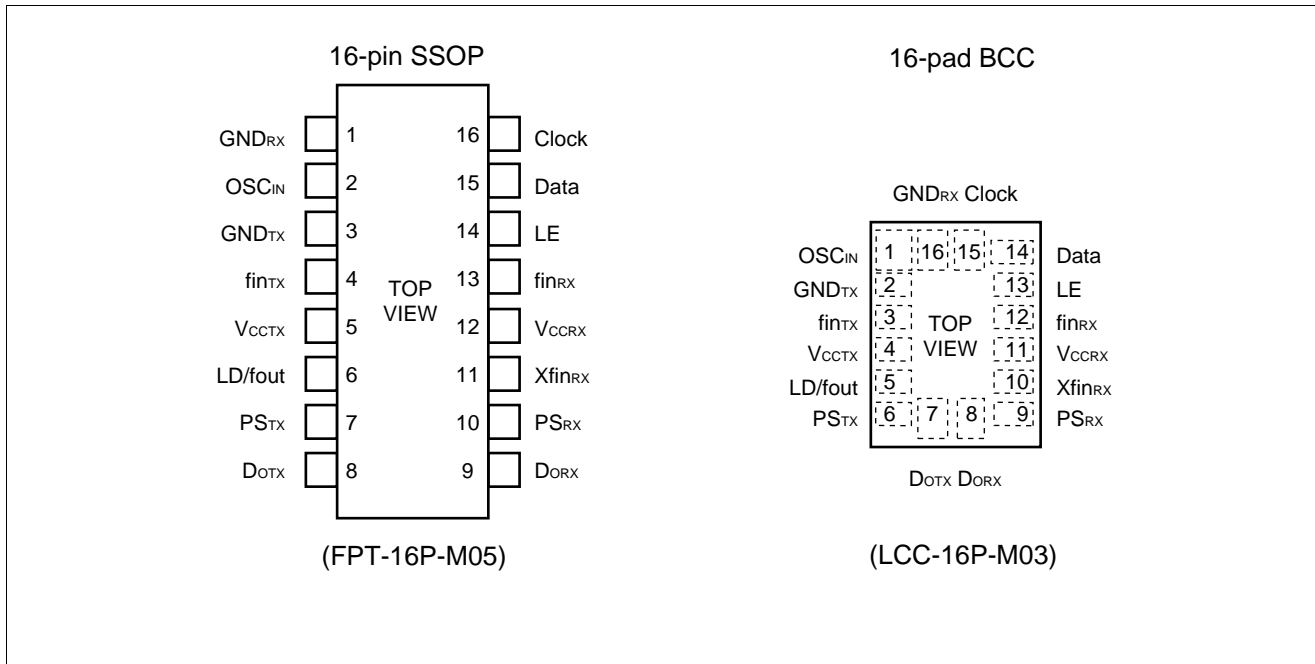 16-pin SSOP
GNDRX 1 16 Clock
OSCIN 2 15 Data
GNDTX 3 14 LE
finTX 4 13 finRX
TOP
VIEW
VCCTX 5 12 VCCRX
LD/fout 6 11 XfinRX
PSTX 7 10 PSRX
DOTX 8 9 DORX
(FPT-16P-M05)
16-pad BCC
GNDRX Clock
OSCIN 1 16 15 14 Data
GNDTX 2 13 LE
finTX 3 TOP 12 finRX
VCCTX 4 VIEW 11 VCCRX
LD/fout 5 10 XfinRX
PSTX 6 7 8 9 PSRX
DOTX DORX
(LCC-16P-M03)